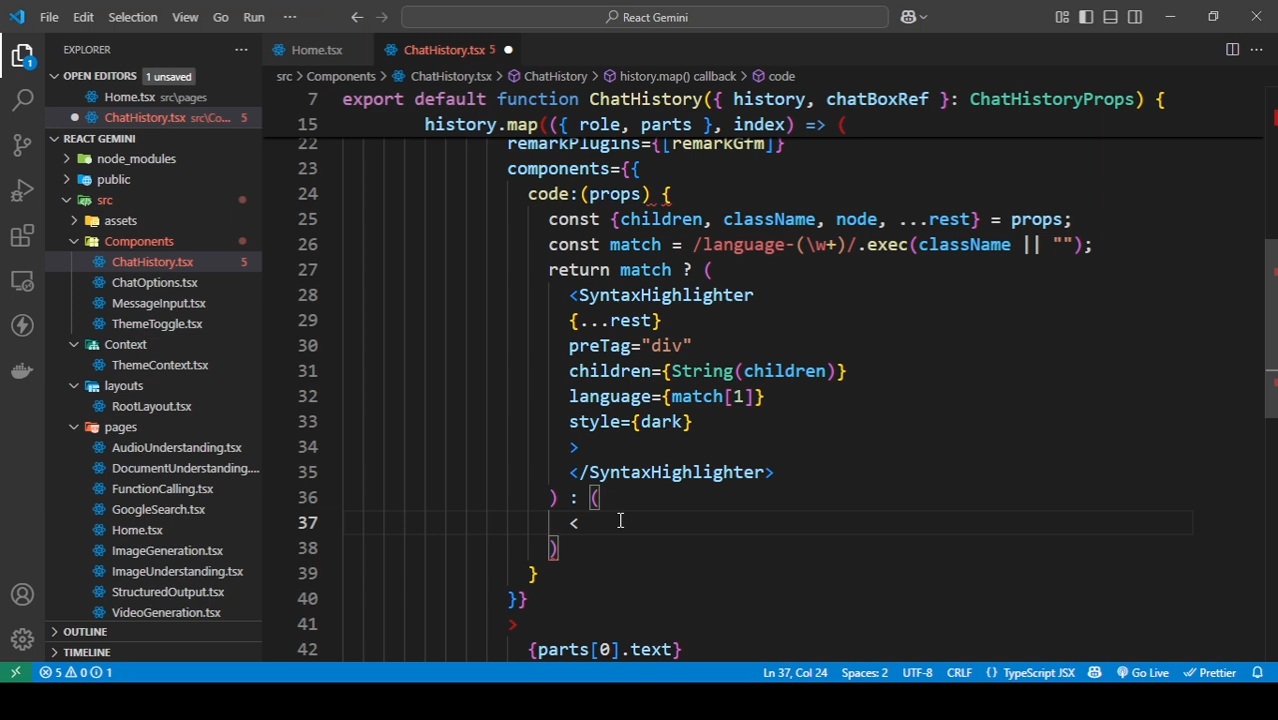 File Edit Selection View Go Run ··· React Gemini
EXPLORER ···
OPEN EDITORS 1 unsaved
Home.tsx src\pages
ChatHistory.tsx src\Co... 5
REACT GEMINI
node_modules
public
src
assets
Components
ChatHistory.tsx 5
ChatOptions.tsx
MessageInput.tsx
ThemeToggle.tsx
Context
ThemeContext.tsx
layouts
RootLayout.tsx
pages
AudioUnderstanding.tsx
DocumentUnderstanding....
FunctionCalling.tsx
GoogleSearch.tsx
Home.tsx
ImageGeneration.tsx
ImageUnderstanding.tsx
StructuredOutput.tsx
VideoGeneration.tsx
OUTLINE
TIMELINE
1
Home.tsx ChatHistory.tsx 5 ···
src > Components > ChatHistory.tsx > ChatHistory > history.map() callback > code
7 export default function ChatHistory({ history, chatBoxRef }: ChatHistoryProps) {
15 history.map(({ role, parts }, index) => (
22 remarkPlugins={[remarkGfm]}
23 components={{
24 code:(props) {
25 const {children, className, node, ...rest} = props;
26 const match = /language-(\w+)/.exec(className || "");
27 return match ? (
28 <SyntaxHighlighter
29 {...rest}
30 preTag="div"
31 children={String(children)}
32 language={match[1]}
33 style={dark}
34 >
35 </SyntaxHighlighter>
36 ) : (
37 <
38 )
39 }
40 }}
41 >
42 {parts[0].text}
5 0 1 Ln 37, Col 24 Spaces: 2 UTF-8 CRLF {} TypeScript JSX Go Live Prettier